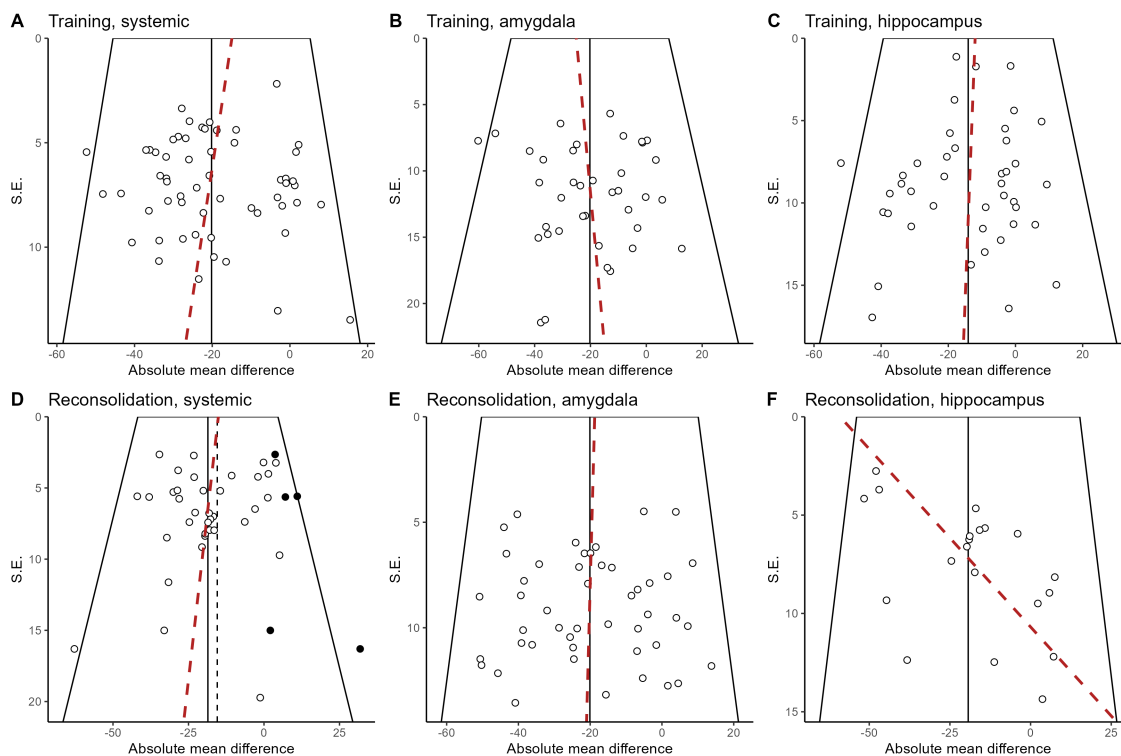 A Training, systemic
B Training, amygdala
C Training, hippocampus
0
5
10
S.E.
-60 -40 -20 0 20
Absolute mean difference
0
5
10
15
20
S.E.
-60 -40 -20 0 20
Absolute mean difference
0
5
10
15
S.E.
-60 -40 -20 0 20
Absolute mean difference
D Reconsolidation, systemic
E Reconsolidation, amygdala
F Reconsolidation, hippocampus
0
5
10
15
20
S.E.
-50 -25 0 25
Absolute mean difference
0
5
10
S.E.
-60 -40 -20 0 20
Absolute mean difference
0
5
10
15
S.E.
-50 -25 0 25
Absolute mean difference